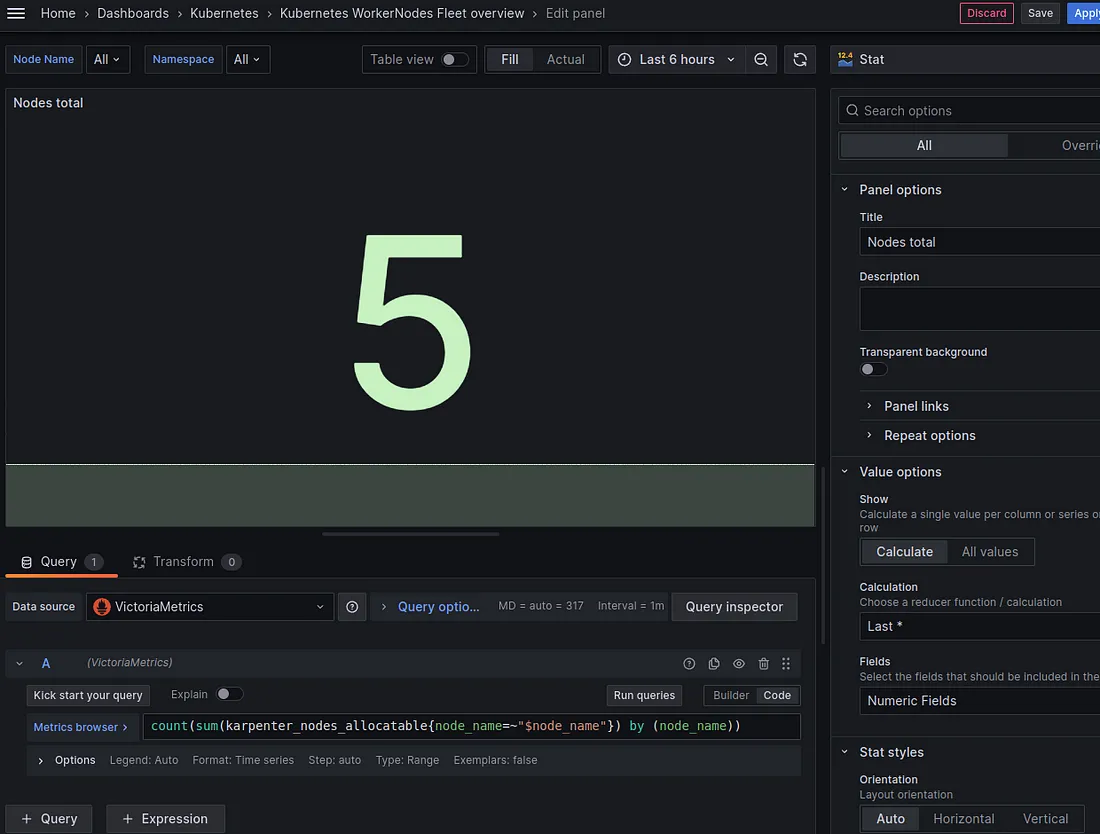 Home › Dashboards › Kubernetes › Kubernetes WorkerNodes Fleet overview › Edit panel
Discard Save Apply
Node Name All Namespace All
Table view Fill Actual Last 6 hours
12.4 Stat
Nodes total
5
Search options
All Overri
Panel options
Title
Nodes total
Description
Transparent background
Panel links
Repeat options
Value options
Show
Calculate a single value per column or series o
row
Calculate All values
Calculation
Choose a reducer function / calculation
Last *
Fields
Select the fields that should be included in the
Numeric Fields
Stat styles
Orientation
Layout orientation
Auto Horizontal Vertical
Query 1 Transform 0
Data source VictoriaMetrics Query optio... MD = auto = 317 Interval = 1m Query inspector
A (VictoriaMetrics)
Kick start your query Explain Run queries Builder Code
Metrics browser > count(sum(karpenter_nodes_allocatable{node_name=~"$node_name"}) by (node_name))
Options Legend: Auto Format: Time series Step: auto Type: Range Exemplars: false
+ Query + Expression